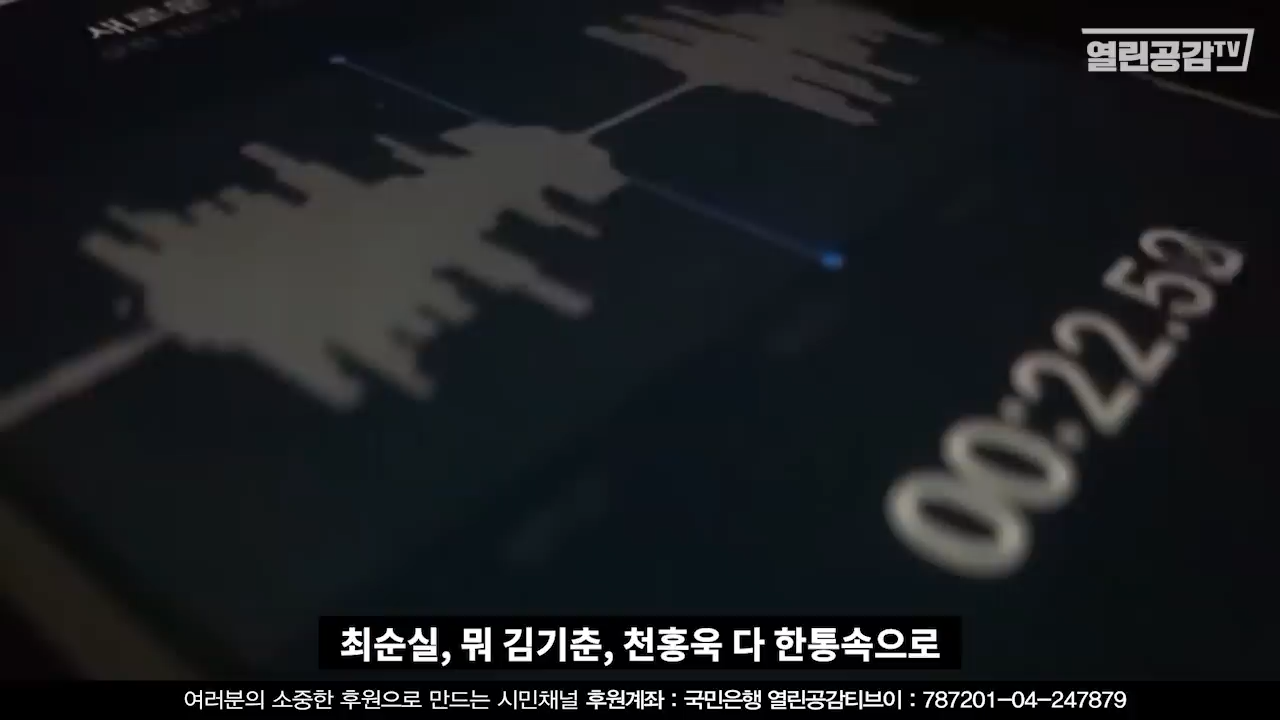 열린공감TV
00:22.58
최순실, 뭐 김기춘, 천홍욱 다 한통속으로
여러분의 소중한 후원으로 만드는 시민채널 후원계좌 : 국민은행 열린공감티브이 : 787201-04-247879